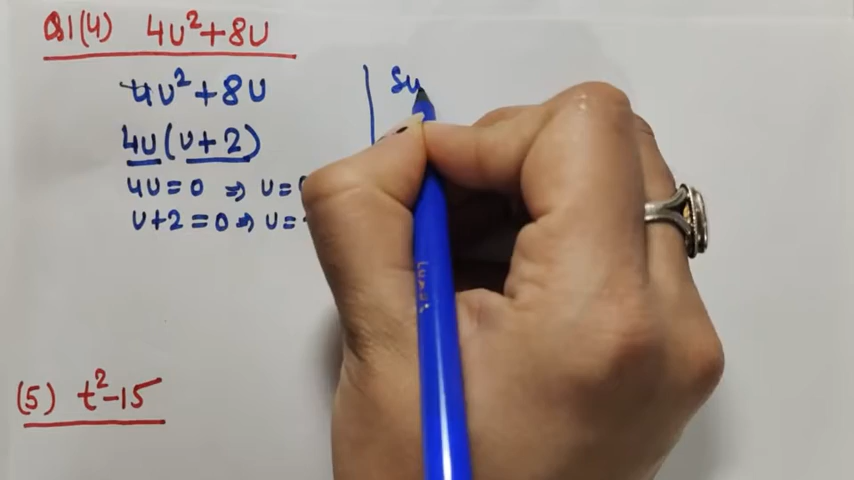 Q1(4) 4u²+8u
4u²+8u
4u(u+2)
4u=0 ⇒ u=
u+2=0 ⇒ u=
Su
(5) t²-15